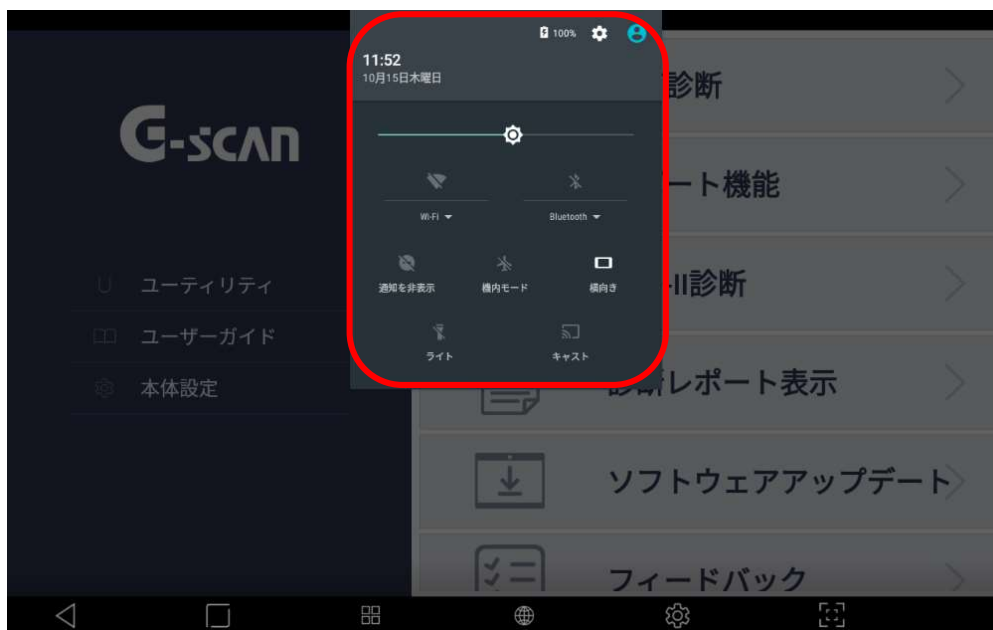 100%
11:52
10月15日木曜日
G-scan
Wi-Fi
Bluetooth
通知を非表示
機内モード
横向き
ライト
キャスト
ユーティリティ
ユーザーガイド
本体設定
診断
ート機能
II診断
診断レポート表示
ソフトウェアアップデート
フィードバック